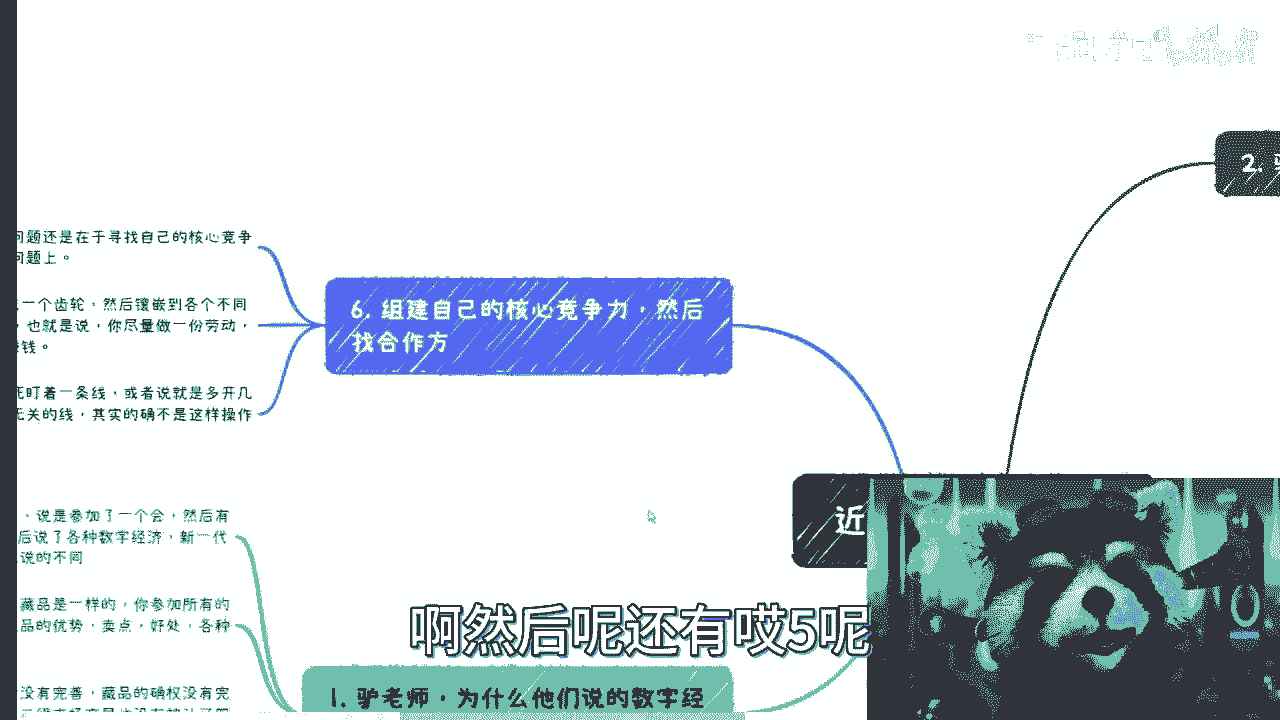 问题还是在于寻找自己的核心竞争
问题上。
一个齿轮，然后镶嵌到各个不同
，也就是说，你尽量做一份劳动，
钱。
死盯着一条线，或者说就是多开几
无关的线，其实的确不是这样操作
6. 组建自己的核心竞争力，然后
找合作方
2.
近
，说是参加了一个会，然后有
后说了各种数字经济，新一代
说的不同
藏品是一样的，你参加所有的
品的优势，卖点，好处，各种
没有完善，藏品的确权没有完
1. 驴老师，为什么他们说的数字经
啊然后呢还有哎5呢